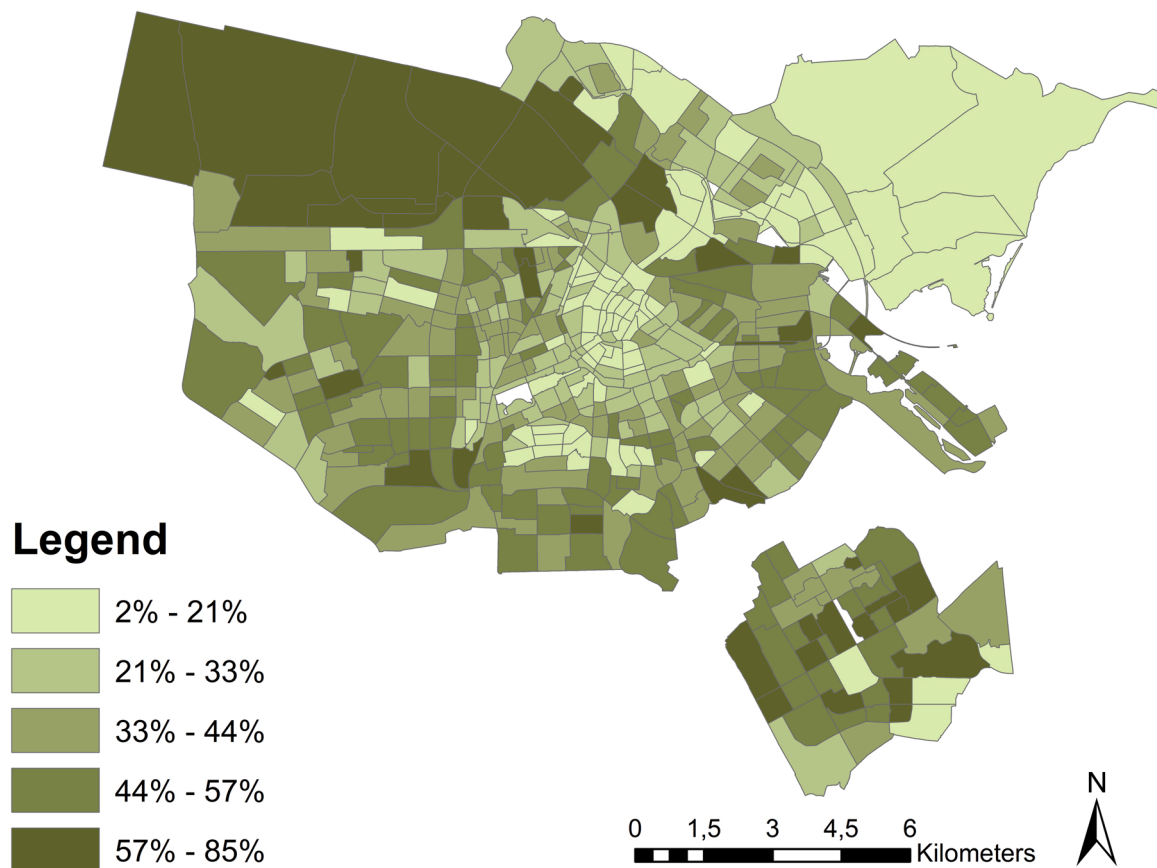 Legend
2% - 21%
21% - 33%
33% - 44%
44% - 57%
57% - 85%
N
0 1,5 3 4,5 6
Kilometers